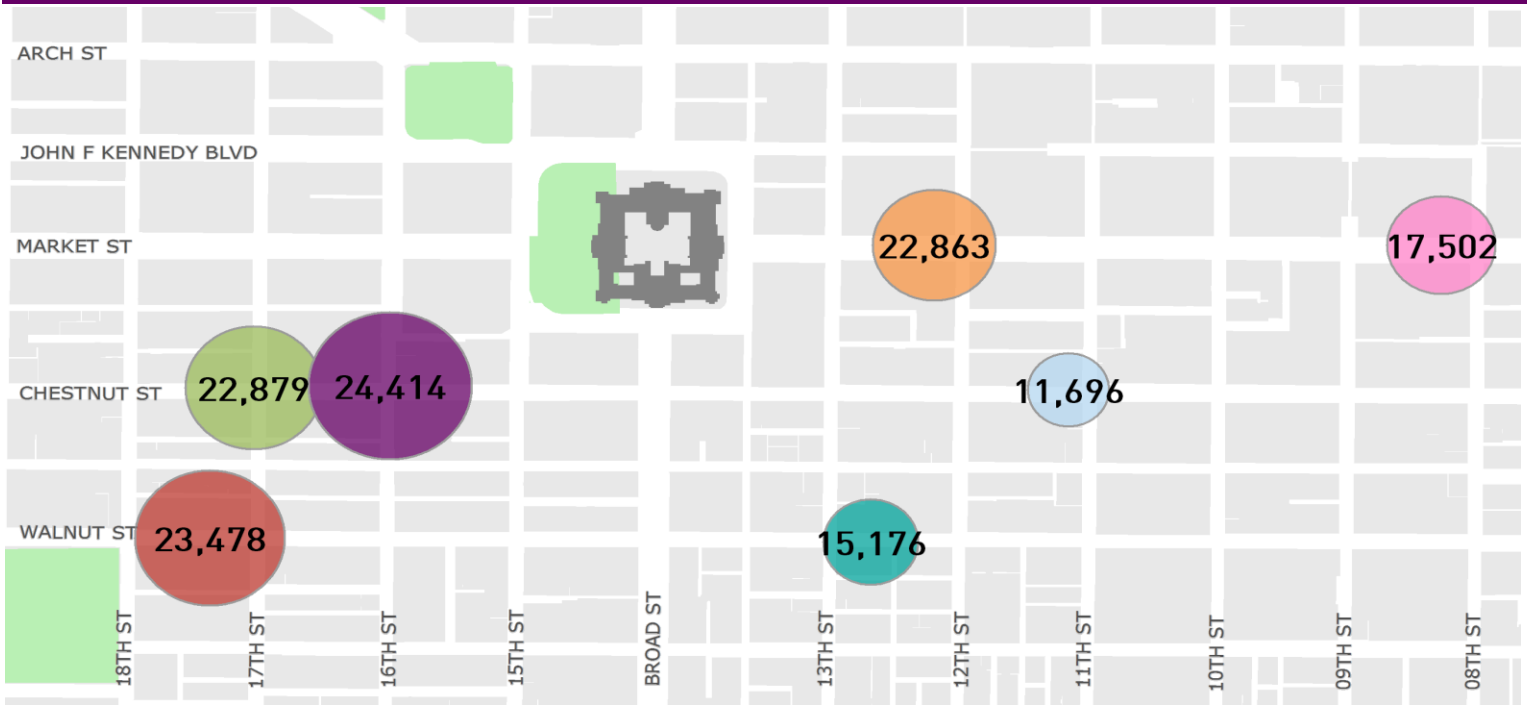 ARCH ST
JOHN F KENNEDY BLVD
MARKET ST
22,863
17,502
CHESTNUT ST
22,879
24,414
11,696
WALNUT ST
23,478
15,176
18TH ST
17TH ST
16TH ST
15TH ST
BROAD ST
13TH ST
12TH ST
11TH ST
10TH ST
09TH ST
08TH ST